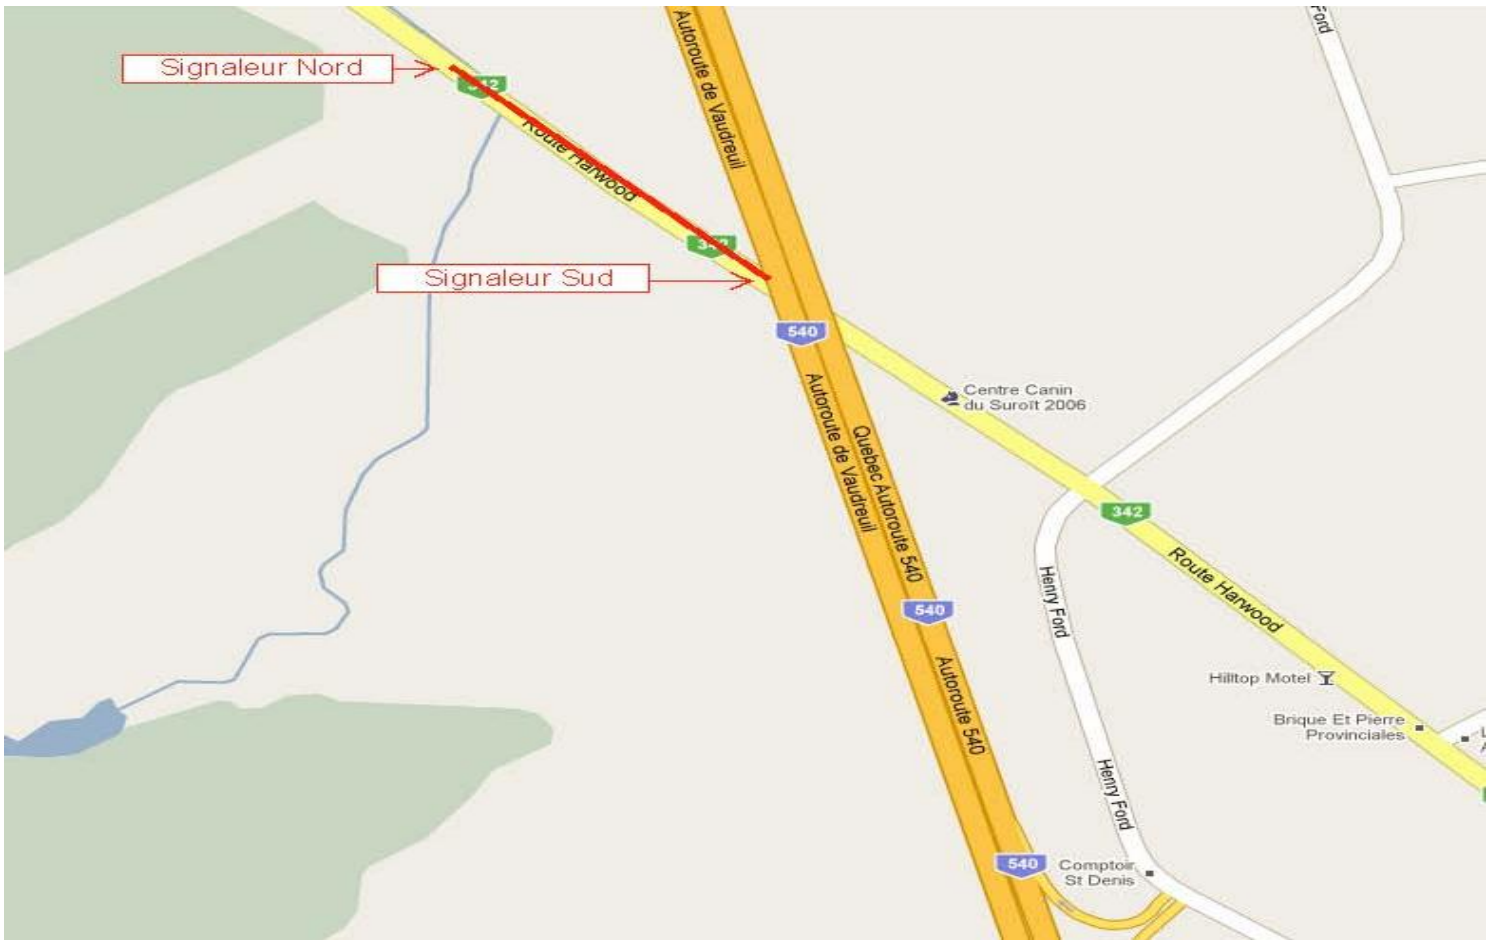 Ford
Autoroute de Vaudreuil
Signaleur Nord
342
Route Harwood
342
Signaleur Sud
540
Centre Canin
du Suroît 2006
Autoroute de Vaudreuil
Quebec Autoroute 540
342
Route Harwood
Henry Ford
540
Autoroute 540
Hilltop Motel
Brique Et Pierre
Provinciales
Henry Ford
540
Comptoir
St Denis